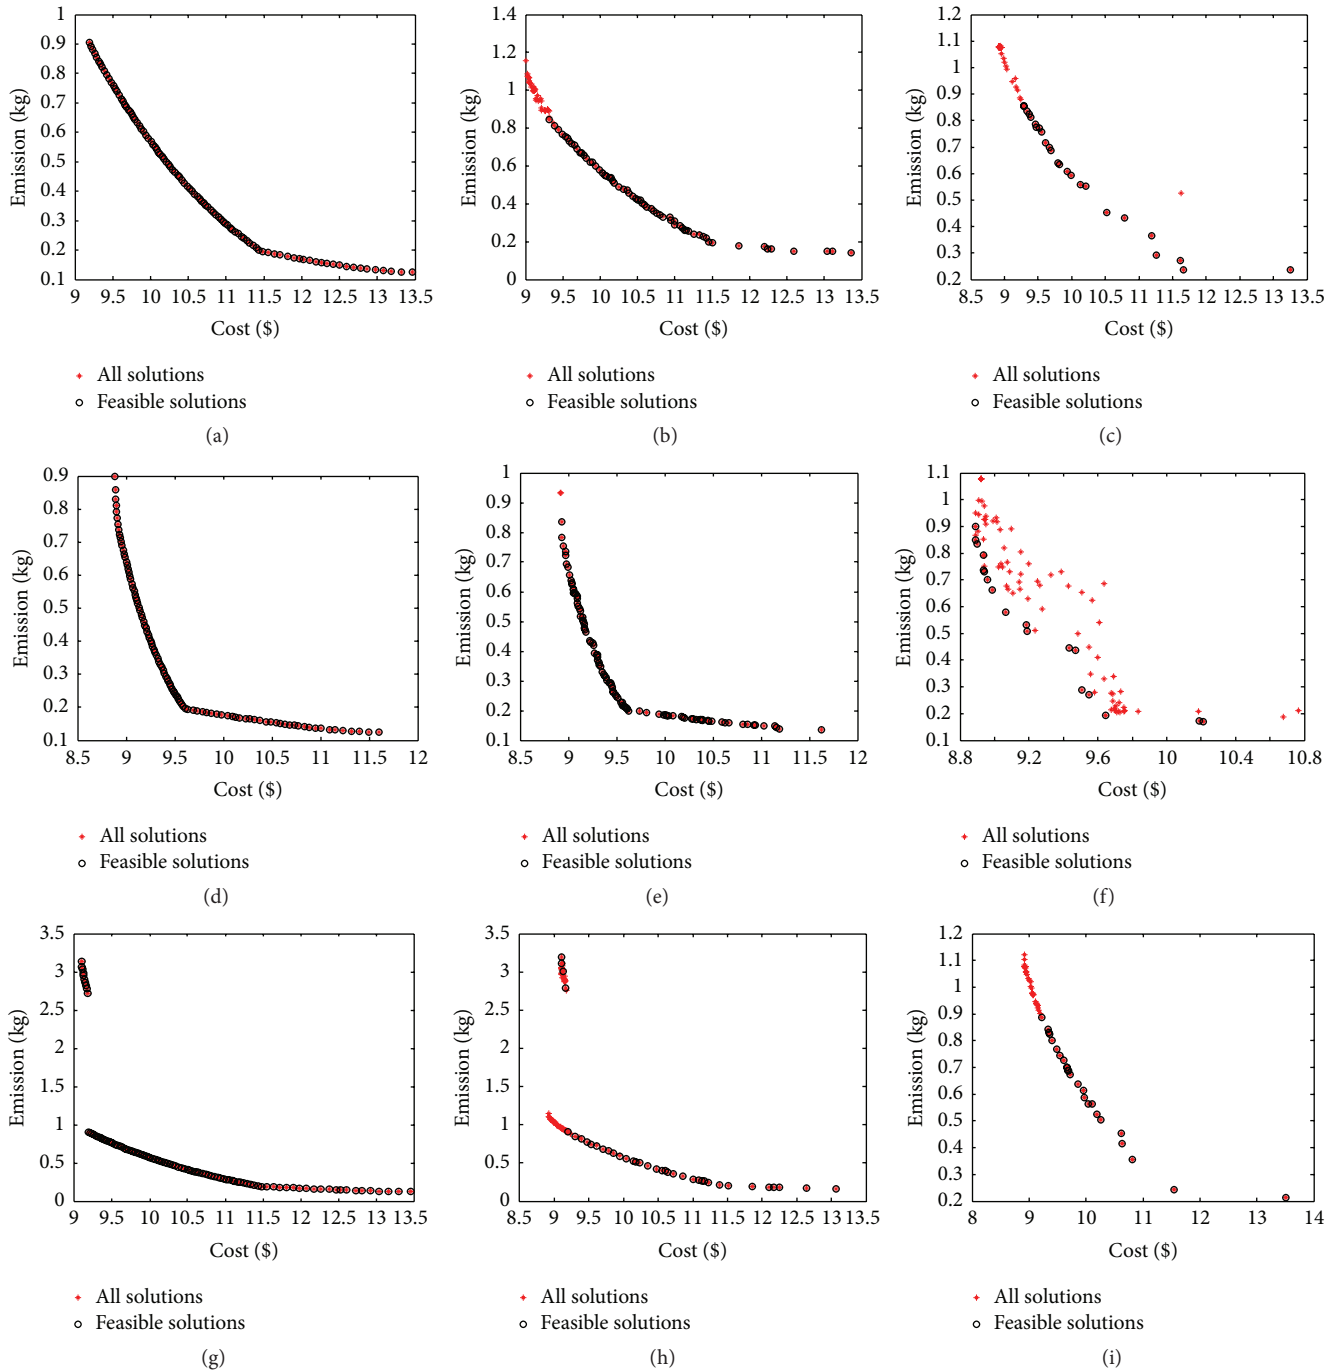 1
0.9
0.8
0.7
0.6
0.5
0.4
0.3
0.2
0.1
Emission (kg)
9 9.5 10 10.5 11 11.5 12 12.5 13 13.5
Cost ($)
All solutions
Feasible solutions
(a)
1.4
1.2
1
0.8
0.6
0.4
0.2
0
Emission (kg)
9 9.5 10 10.5 11 11.5 12 12.5 13 13.5
Cost ($)
All solutions
Feasible solutions
(b)
1.2
1.1
1
0.9
0.8
0.7
0.6
0.5
0.4
0.3
0.2
Emission (kg)
8.5 9 9.5 10 10.5 11 11.5 12 12.5 13 13.5
Cost ($)
All solutions
Feasible solutions
(c)
0.9
0.8
0.7
0.6
0.5
0.4
0.3
0.2
0.1
Emission (kg)
8.5 9 9.5 10 10.5 11 11.5 12
Cost ($)
All solutions
Feasible solutions
(d)
1
0.9
0.8
0.7
0.6
0.5
0.4
0.3
0.2
0.1
Emission (kg)
8.5 9 9.5 10 10.5 11 11.5 12
Cost ($)
All solutions
Feasible solutions
(e)
1.1
1
0.9
0.8
0.7
0.6
0.5
0.4
0.3
0.2
0.1
Emission (kg)
8.8 9.2 9.6 10 10.4 10.8
Cost ($)
All solutions
Feasible solutions
(f)
3.5
3
2.5
2
1.5
1
0.5
0
Emission (kg)
9 9.5 10 10.5 11 11.5 12 12.5 13 13.5
Cost ($)
All solutions
Feasible solutions
(g)
3.5
3
2.5
2
1.5
1
0.5
0
Emission (kg)
8.5 9 9.5 10 10.5 11 11.5 12 12.5 13 13.5
Cost ($)
All solutions
Feasible solutions
(h)
1.2
1.1
1
0.9
0.8
0.7
0.6
0.5
0.4
0.3
0.2
Emission (kg)
8 9 10 11 12 13 14
Cost ($)
All solutions
Feasible solutions
(i)